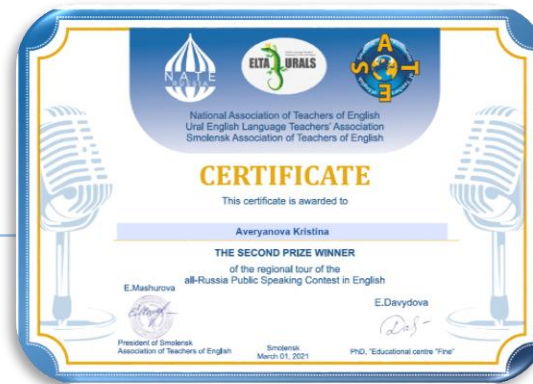 NATE
RUSSIA
ELTA URALS
SATE
National Association of Teachers of English
Ural English Language Teachers' Association
Smolensk Association of Teachers of English
CERTIFICATE
This certificate is awarded to
Averyanova Kristina
THE SECOND PRIZE WINNER
of the regional tour of the
all-Russia Public Speaking Contest in English
E.Mashurova
E.Davydova
President of Smolensk
Association of Teachers of English
Smolensk
March 01, 2021
PhD, "Educational centre "Fine"